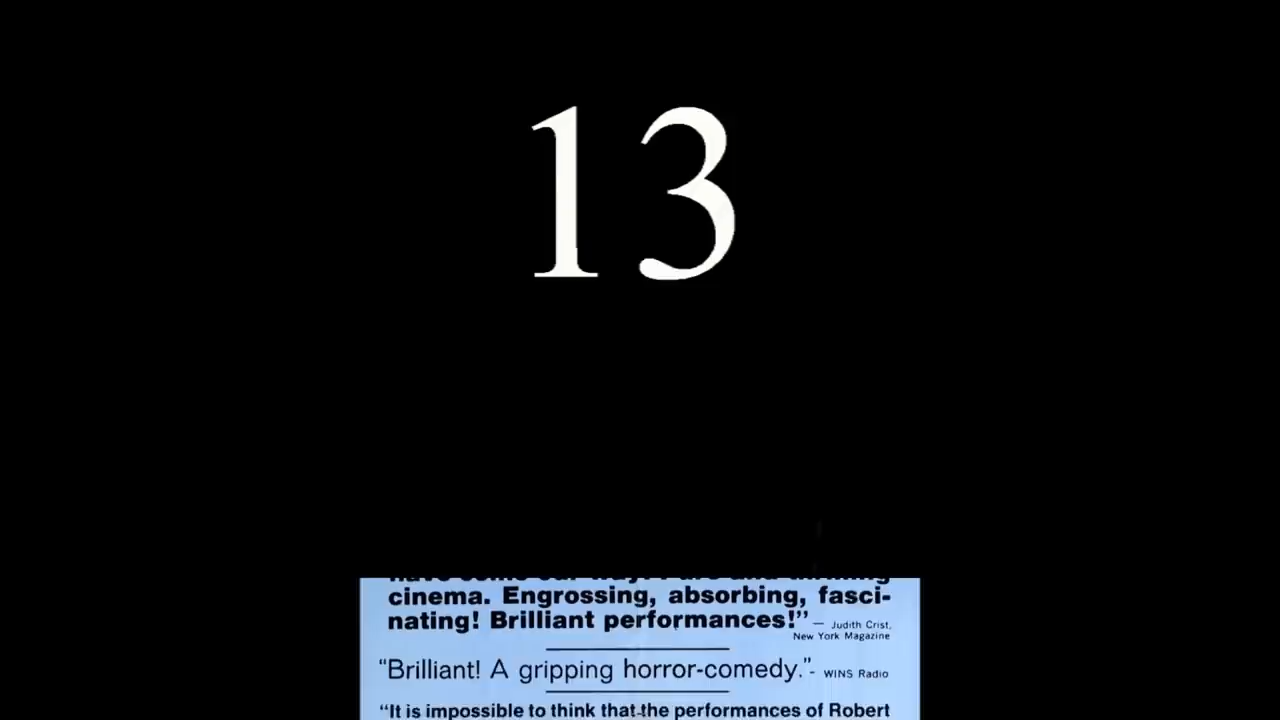 13
cinema. Engrossing, absorbing, fasci-
nating! Brilliant performances!” — Judith Crist,
New York Magazine
“Brilliant! A gripping horror-comedy.”- WINS Radio
“It is impossible to think that the performances of Robert